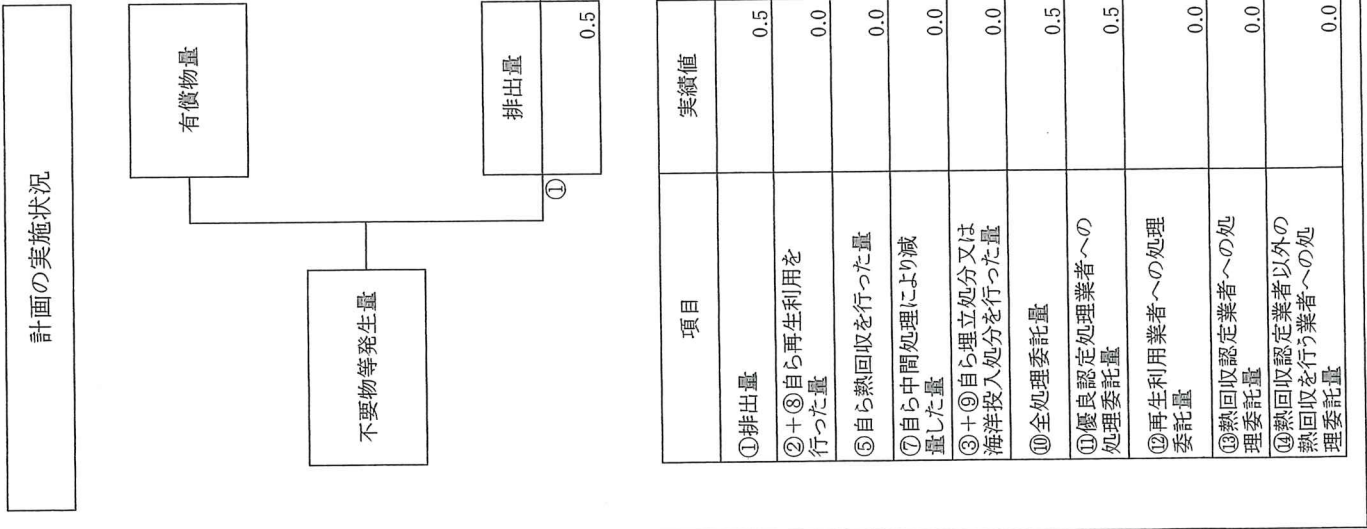 計画の実施状況
有償物量
不要物等発生量
排出量
①
0.5
項目
実績値
①排出量
0.5
②+⑧自ら再生利用を
行った量
0.0
⑤自ら熱回収を行った量
0.0
⑦自ら中間処理により減
量した量
0.0
③+⑨自ら埋立処分又は
海洋投入処分を行った量
0.0
⑩全処理委託量
0.5
⑪優良認定処理業者への
処理委託量
0.5
⑫再生利用業者への処理
委託量
0.0
⑬熱回収認定業者への処
理委託量
0.0
⑭熱回収認定業者以外の
熱回収を行う業者への処
理委託量
0.0